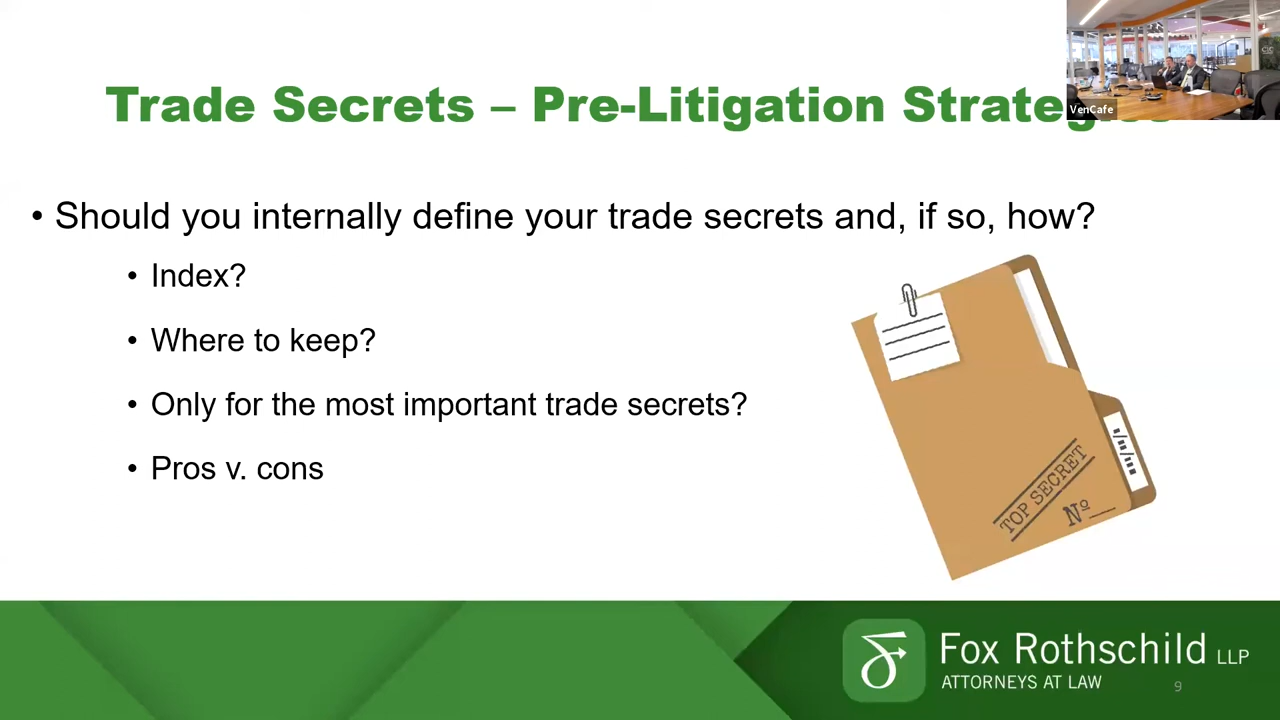 Trade Secrets – Pre-Litigation
VenCafe
• Should you internally define your trade secrets and, if so, how?
• Index?
• Where to keep?
• Only for the most important trade secrets?
• Pros v. cons
TOP SECRET
Nº
Fox Rothschild LLP
ATTORNEYS AT LAW
9